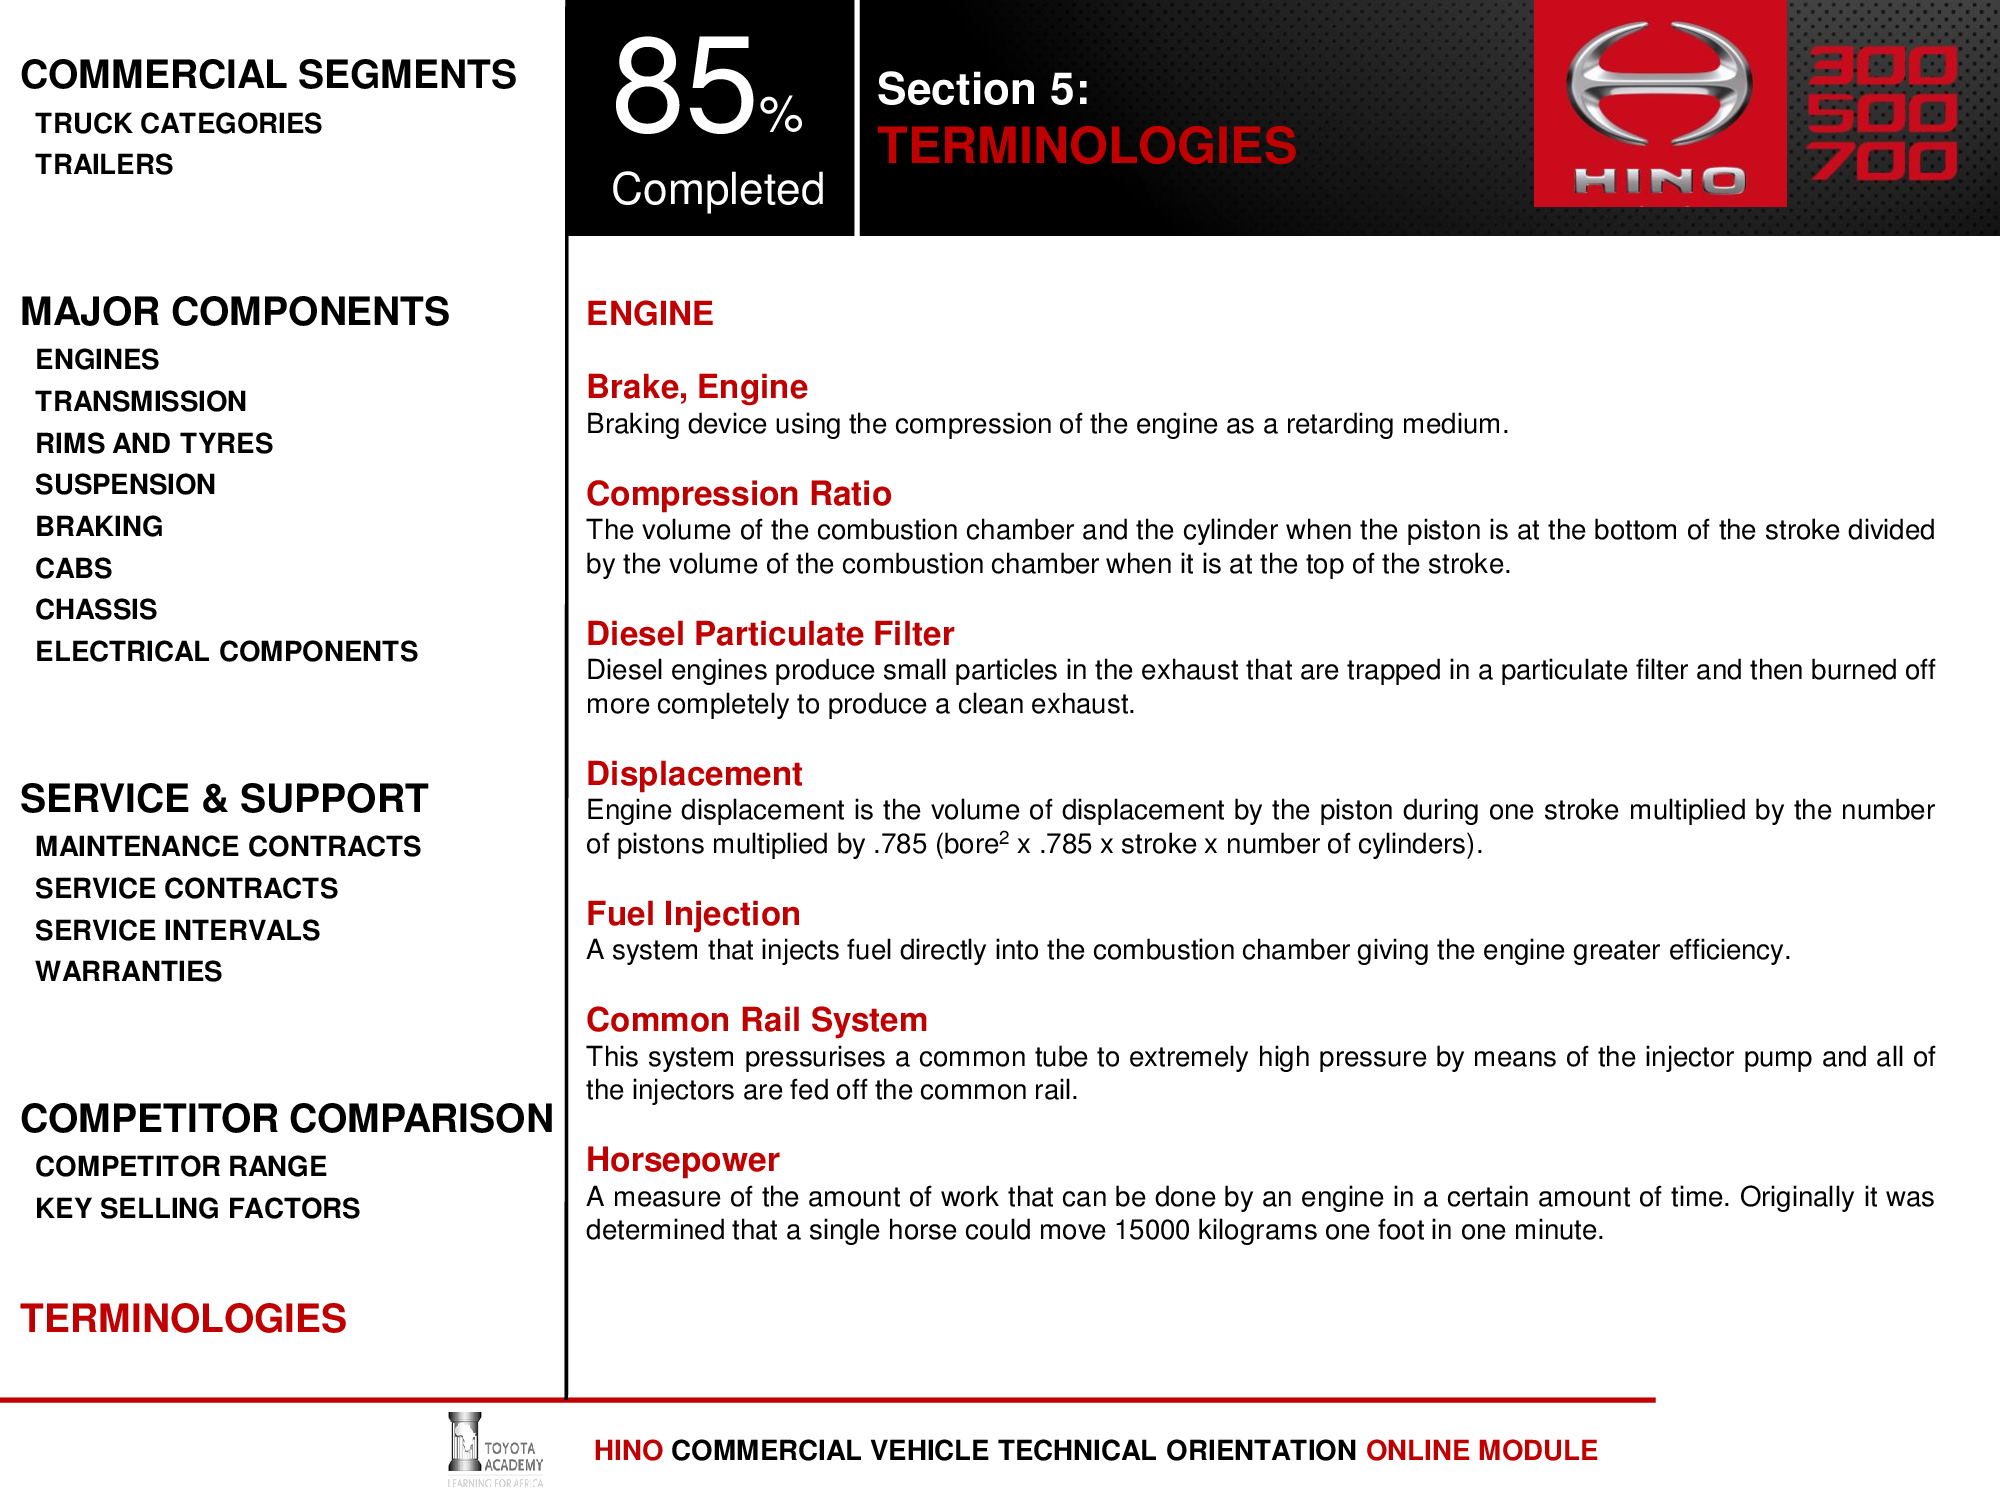 COMMERCIAL SEGMENTS
TRUCK CATEGORIES
TRAILERS
MAJOR COMPONENTS
ENGINES
TRANSMISSION
RIMS AND TYRES
SUSPENSION
BRAKING
CABS
CHASSIS
ELECTRICAL COMPONENTS
SERVICE & SUPPORT
MAINTENANCE CONTRACTS
SERVICE CONTRACTS
SERVICE INTERVALS
WARRANTIES
COMPETITOR COMPARISON
COMPETITOR RANGE
KEY SELLING FACTORS
TERMINOLOGIES
85%
Completed
Section 5:
TERMINOLOGIES
HINO
300
500
700
ENGINE
Brake, Engine
Braking device using the compression of the engine as a retarding medium.
Compression Ratio
The volume of the combustion chamber and the cylinder when the piston is at the bottom of the stroke divided
by the volume of the combustion chamber when it is at the top of the stroke.
Diesel Particulate Filter
Diesel engines produce small particles in the exhaust that are trapped in a particulate filter and then burned off
more completely to produce a clean exhaust.
Displacement
Engine displacement is the volume of displacement by the piston during one stroke multiplied by the number
of pistons multiplied by .785 (bore² x .785 x stroke x number of cylinders).
Fuel Injection
A system that injects fuel directly into the combustion chamber giving the engine greater efficiency.
Common Rail System
This system pressurises a common tube to extremely high pressure by means of the injector pump and all of
the injectors are fed off the common rail.
Horsepower
A measure of the amount of work that can be done by an engine in a certain amount of time. Originally it was
determined that a single horse could move 15000 kilograms one foot in one minute.
TOYOTA
ACADEMY
LEARNING FOR AFRICA
HINO COMMERCIAL VEHICLE TECHNICAL ORIENTATION ONLINE MODULE